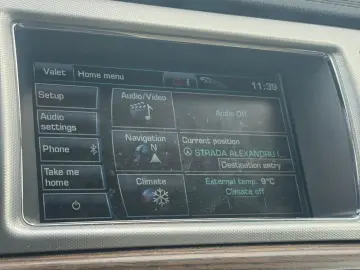 Valet Home menu 11:39
Setup
Audio/Video
Audio Off
Audio
settings
Navigation
N
Current position
STRADA ALEXANDRU I
Destination entry
Phone
Take me
home
Climate
External temp. 9°C
Climate off